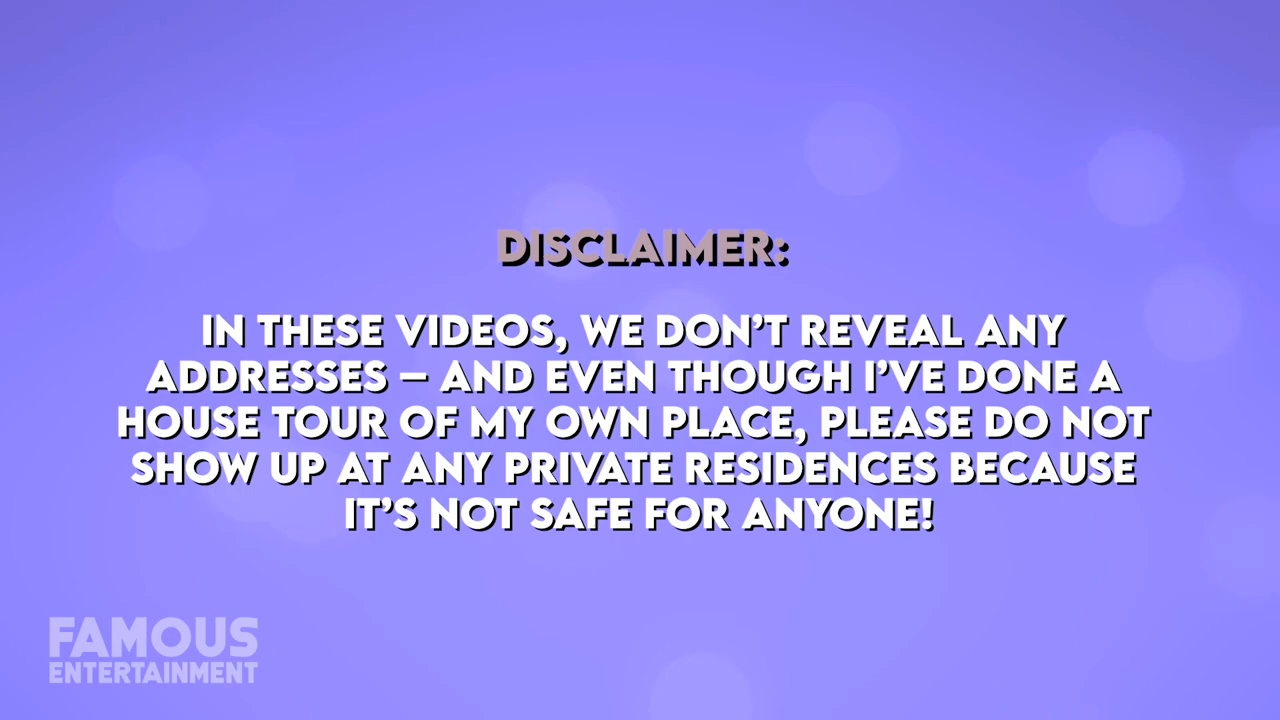 DISCLAIMER:
IN THESE VIDEOS, WE DON'T REVEAL ANY
ADDRESSES – AND EVEN THOUGH I'VE DONE A
HOUSE TOUR OF MY OWN PLACE, PLEASE DO NOT
SHOW UP AT ANY PRIVATE RESIDENCES BECAUSE
IT'S NOT SAFE FOR ANYONE!
FAMOUS
ENTERTAINMENT